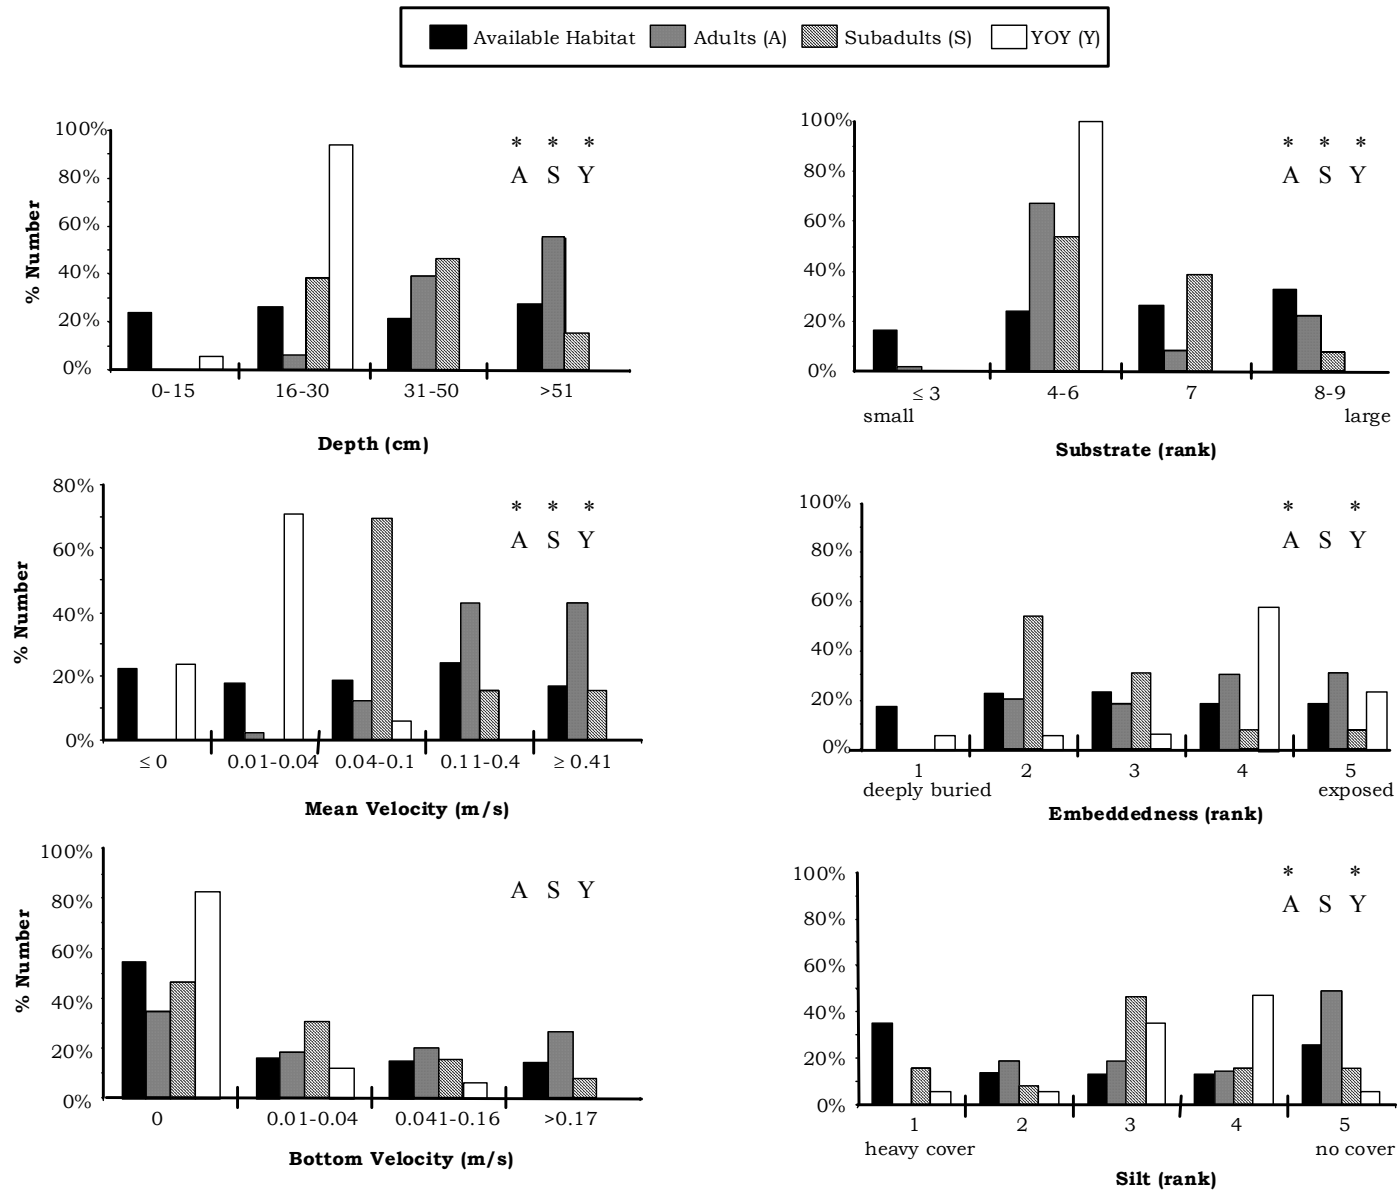 Available Habitat Adults (A) Subadults (S) YOY (Y)
100%
80%
60%
40%
20%
0%
% Number
* * *
A S Y
0-15 16-30 31-50 >51
Depth (cm)
100%
80%
60%
40%
20%
0%
* * *
A S Y
≤ 3 4-6 7 8-9
small large
Substrate (rank)
80%
60%
40%
20%
0%
% Number
* * *
A S Y
≤ 0 0.01-0.04 0.04-0.1 0.11-0.4 ≥ 0.41
Mean Velocity (m/s)
100%
80%
60%
40%
20%
0%
* *
A S Y
1 2 3 4 5
deeply buried exposed
Embeddedness (rank)
100%
80%
60%
40%
20%
0%
% Number
A S Y
0 0.01-0.04 0.041-0.16 >0.17
Bottom Velocity (m/s)
100%
80%
60%
40%
20%
0%
* *
A S Y
1 2 3 4 5
heavy cover no cover
Silt (rank)